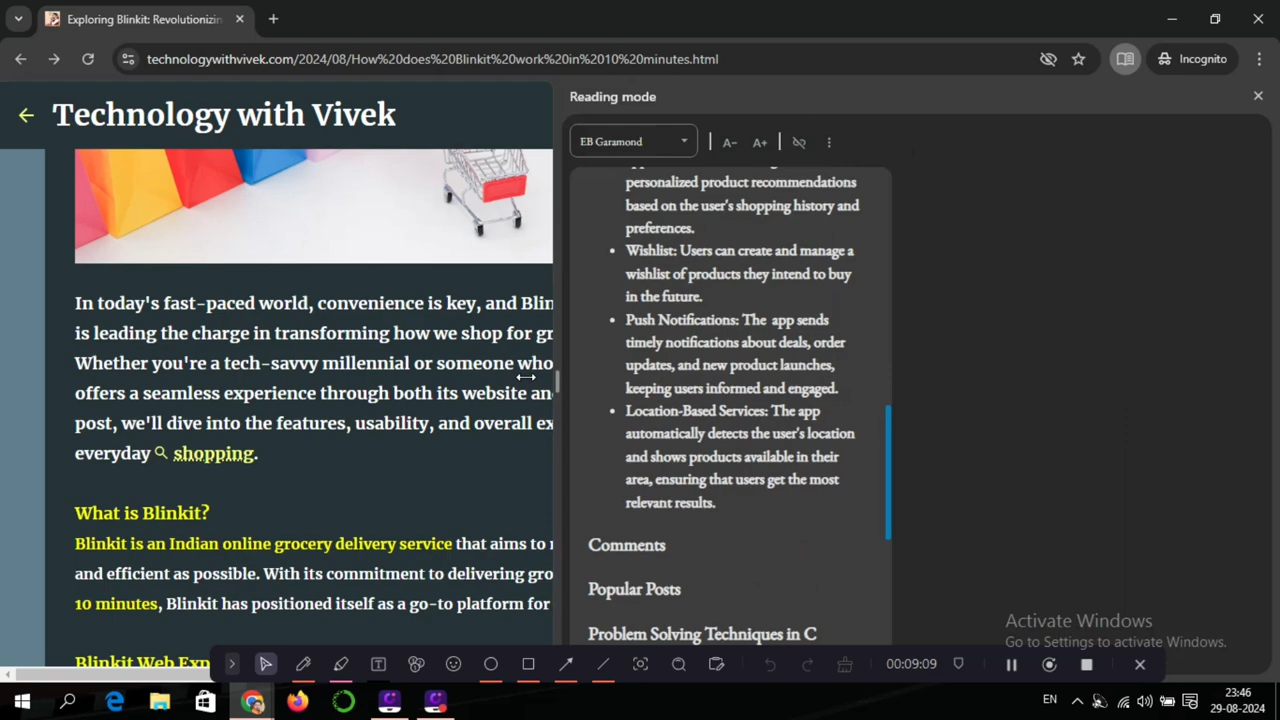 Exploring Blinkit: Revolutionizin
technologywithvivek.com/2024/08/How%20does%20Blinkit%20work%20in%2010%20minutes.html
Incognito
Technology with Vivek
In today's fast-paced world, convenience is key, and Blin
is leading the charge in transforming how we shop for gr
Whether you're a tech-savvy millennial or someone who
offers a seamless experience through both its website an
post, we'll dive into the features, usability, and overall ex
everyday shopping.
What is Blinkit?
Blinkit is an Indian online grocery delivery service that aims to m
and efficient as possible. With its commitment to delivering gro
10 minutes, Blinkit has positioned itself as a go-to platform for
Blinkit Web Exp
Reading mode
EB Garamond
A-
A+
personalized product recommendations
based on the user's shopping history and
preferences.
• Wishlist: Users can create and manage a
wishlist of products they intend to buy
in the future.
• Push Notifications: The app sends
timely notifications about deals, order
updates, and new product launches,
keeping users informed and engaged.
• Location-Based Services: The app
automatically detects the user's location
and shows products available in their
area, ensuring that users get the most
relevant results.
Comments
Popular Posts
Problem Solving Techniques in C
Activate Windows
Go to Settings to activate Windows.
00:09:09
EN
23:46
29-08-2024